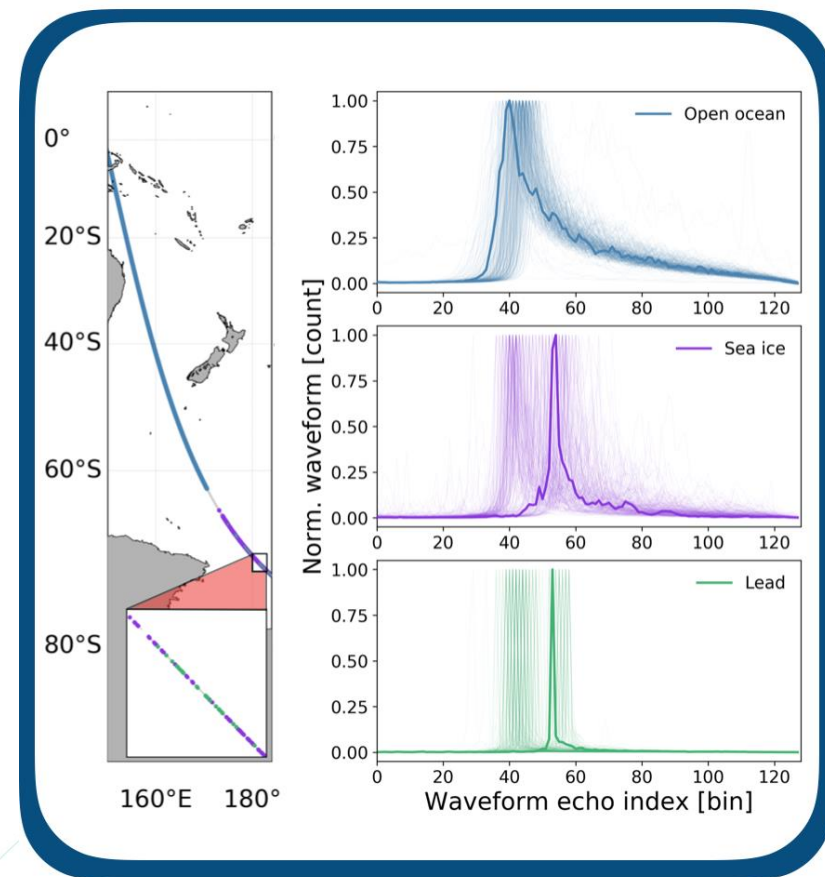 0°
20°S
40°S
60°S
80°S
160°E 180°
Norm. waveform [count]
1.00
0.75
0.50
0.25
0.00
Open ocean
0 20 40 60 80 100 120
1.00
0.75
0.50
0.25
0.00
Sea ice
0 20 40 60 80 100 120
1.00
0.75
0.50
0.25
0.00
Lead
0 20 40 60 80 100 120
Waveform echo index [bin]